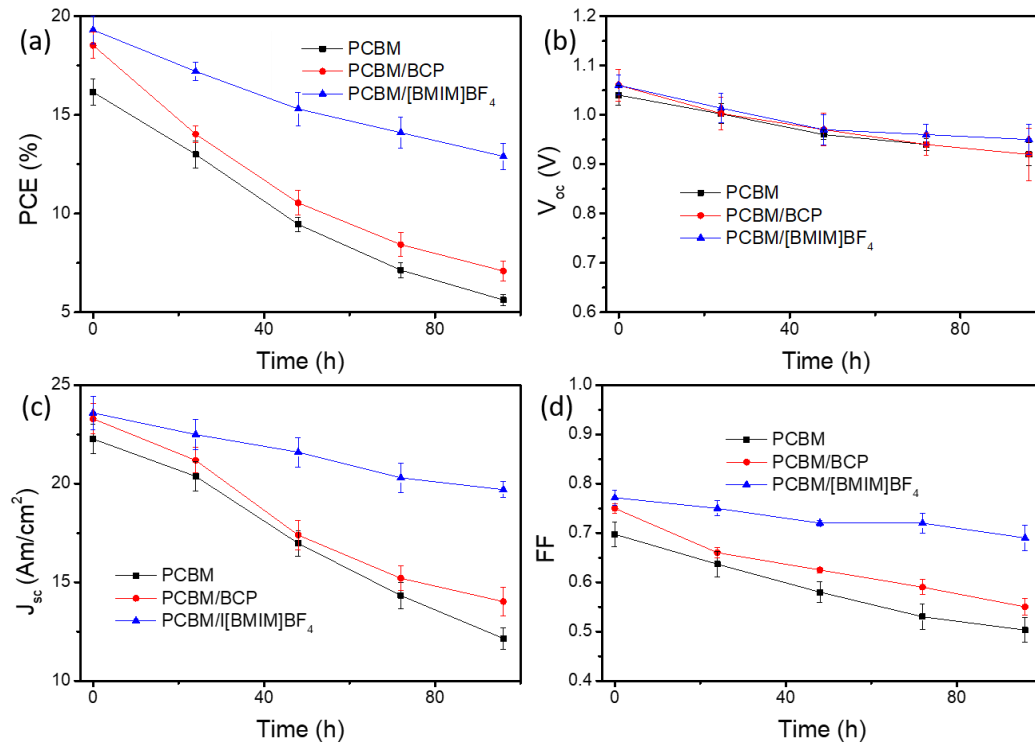 (a)
PCE (%)
20
15
10
5
PCBM
PCBM/BCP
PCBM/[BMIM]BF₄
0 40 80
Time (h)
(b)
Voc (V)
1.2
1.1
1.0
0.9
0.8
0.7
0.6
PCBM
PCBM/BCP
PCBM/[BMIM]BF₄
0 40 80
Time (h)
(c)
Jsc (Am/cm²)
25
20
15
10
PCBM
PCBM/BCP
PCBM/I[BMIM]BF₄
0 40 80
Time (h)
(d)
FF
1.0
0.9
0.8
0.7
0.6
0.5
0.4
PCBM
PCBM/BCP
PCBM/[BMIM]BF₄
0 40 80
Time (h)